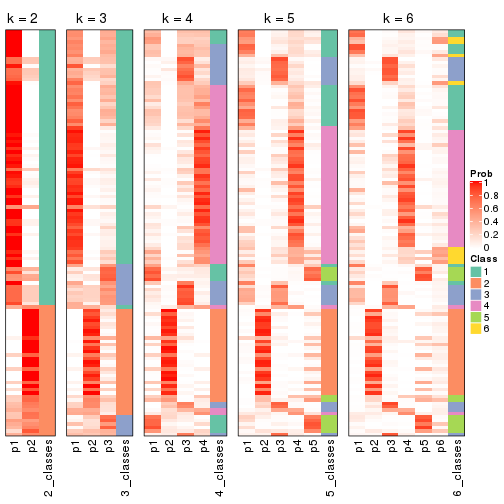 k = 2
k = 3
k = 4
k = 5
k = 6
Prob
1
0.8
0.6
0.4
0.2
0
Class
1
2
3
4
5
6
p1
p2
2_classes
p1
p2
p3
3_classes
p1
p2
p3
p4
4_classes
p1
p2
p3
p4
p5
5_classes
p1
p2
p3
p4
p5
p6
6_classes